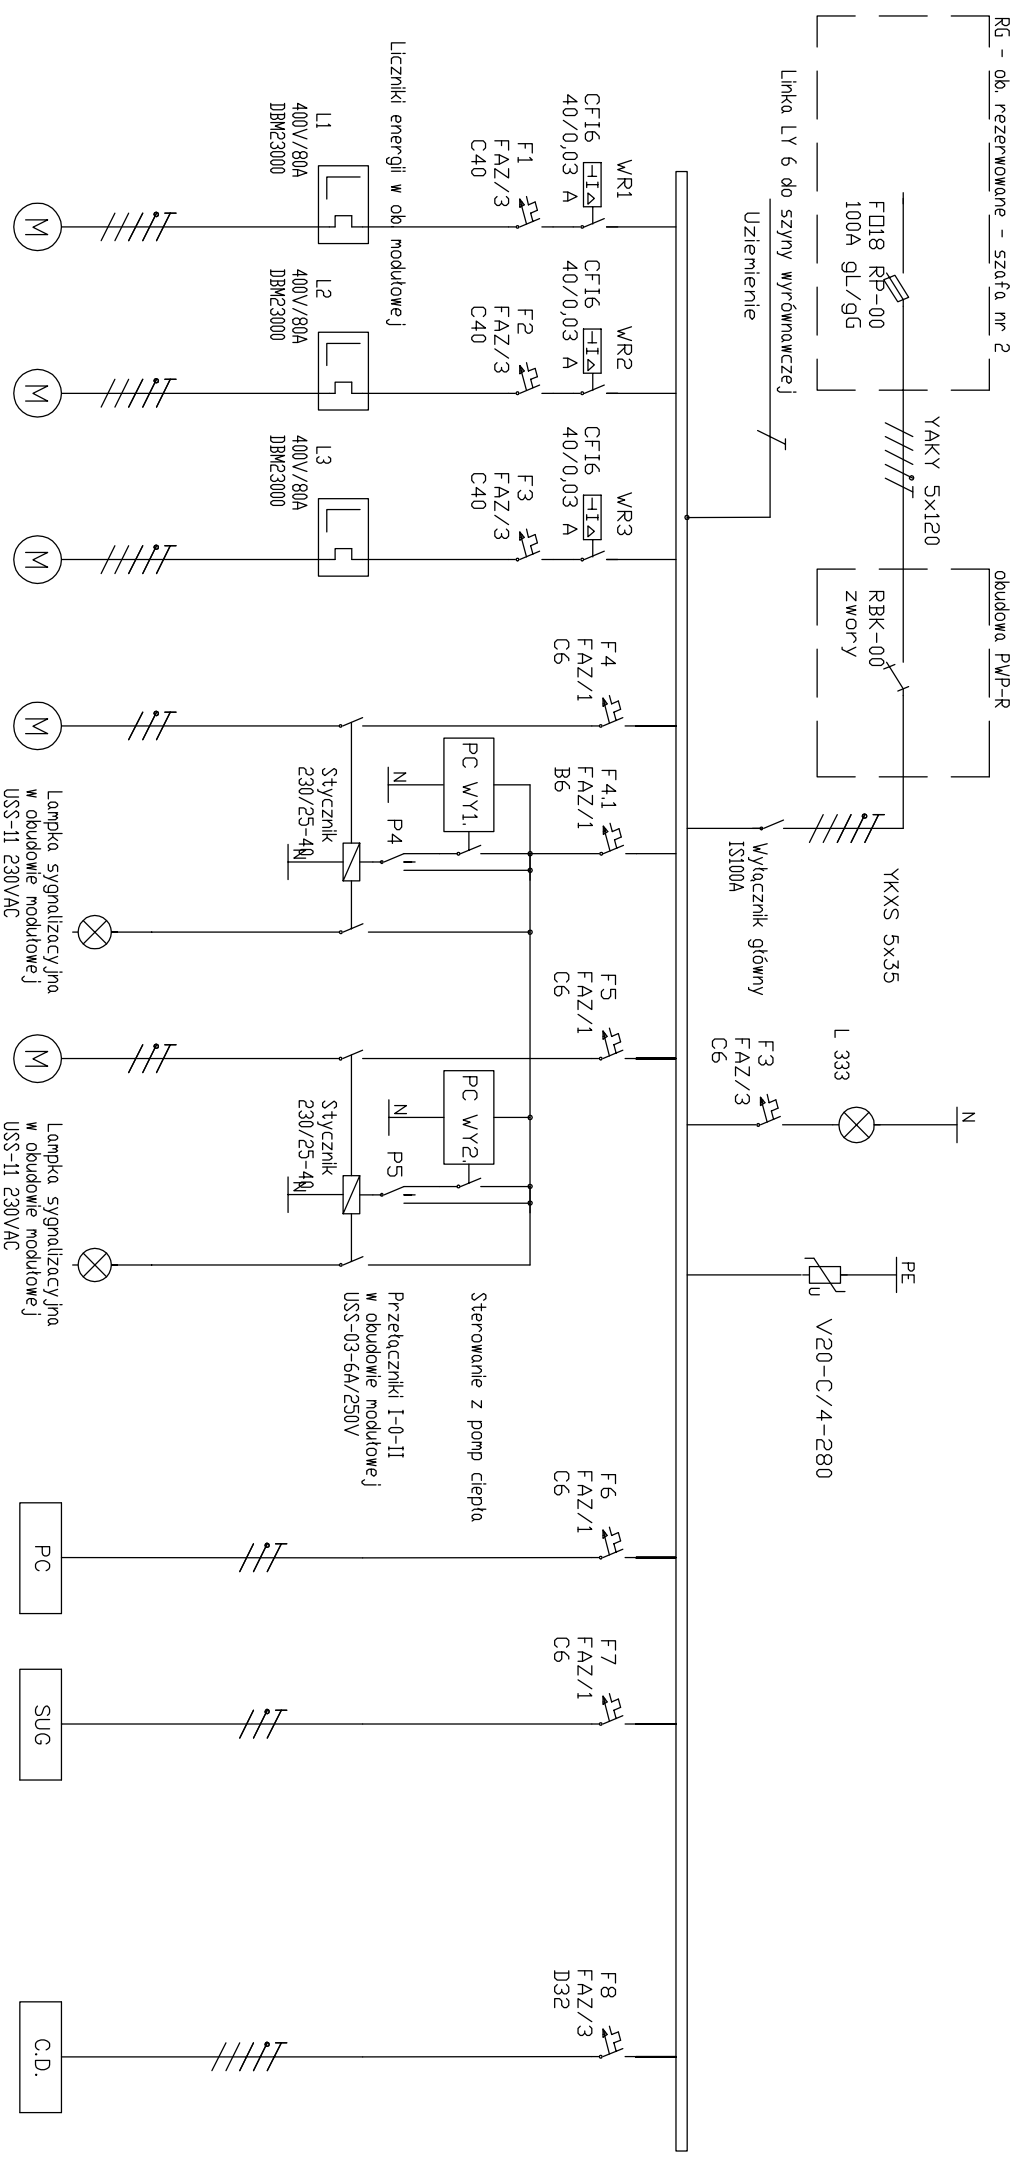 RG - ob. rezerwowane - szafa nr 2
F□18 RP-00
100A gL/gG
YAKY 5x120
obudowa PWP-R
RBK-00
zwory
YKXS 5x35
Wyłącznik główny
IS100A
Linka LY 6 do szyny wyrównawczej
Uziemienie
N
L 333
F3
FAZ/3
C6
PE
U
V20-C/4-280
WR1
CFI6
40/0,03 A
F1
FAZ/3
C40
Liczniki energii w ob. modułowej
L1
400V/80A
DBM23000
M
WR2
CFI6
40/0,03 A
F2
FAZ/3
C40
L2
400V/80A
DBM23000
M
WR3
CFI6
40/0,03 A
F3
FAZ/3
C40
L3
400V/80A
DBM23000
M
F4
FAZ/1
C6
F4.1
FAZ/1
B6
PC WY1.
N
P4
Stycznik
230/25-40
N
M
Lampka sygnalizacyjna
w obudowie modułowej
USS-11 230VAC
F5
FAZ/1
C6
PC WY2.
N
P5
Stycznik
230/25-40
N
M
Lampka sygnalizacyjna
w obudowie modułowej
USS-11 230VAC
Sterowanie z pomp ciepła
Przełączniki I-0-II
w obudowie modułowej
USS-03-6A/250V
F6
FAZ/1
C6
PC
F7
FAZ/1
C6
SUG
F8
FAZ/3
D32
C.D.